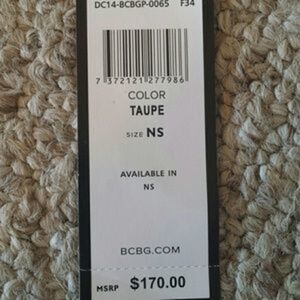 DC14-BCBGP-0065 F34
7 372121 277986
COLOR
TAUPE
SIZE NS
AVAILABLE IN
NS
BCBG.COM
MSRP $170.00